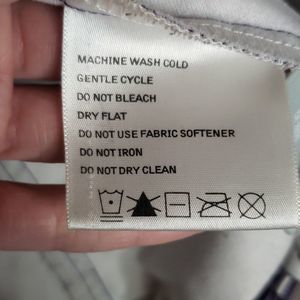 MACHINE WASH COLD
GENTLE CYCLE
DO NOT BLEACH
DRY FLAT
DO NOT USE FABRIC SOFTENER
DO NOT IRON
DO NOT DRY CLEAN